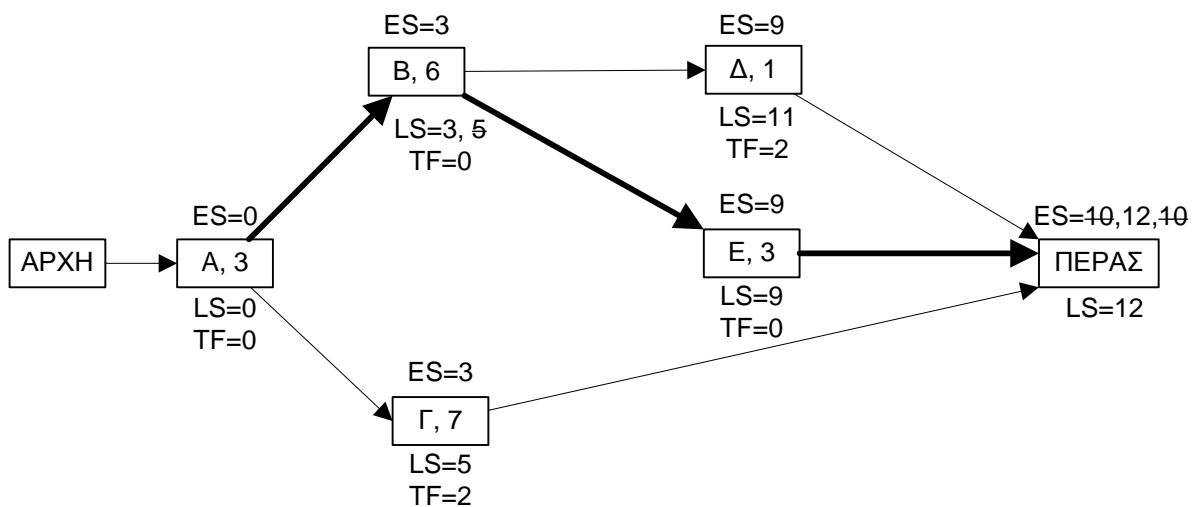 ES=3
Β, 6
LS=3, 5
TF=0
ES=9
Δ, 1
LS=11
TF=2
ΑΡΧΗ
ES=0
Α, 3
LS=0
TF=0
ES=9
Ε, 3
LS=9
TF=0
ES=10,12,10
ΠΕΡΑΣ
LS=12
ES=3
Γ, 7
LS=5
TF=2